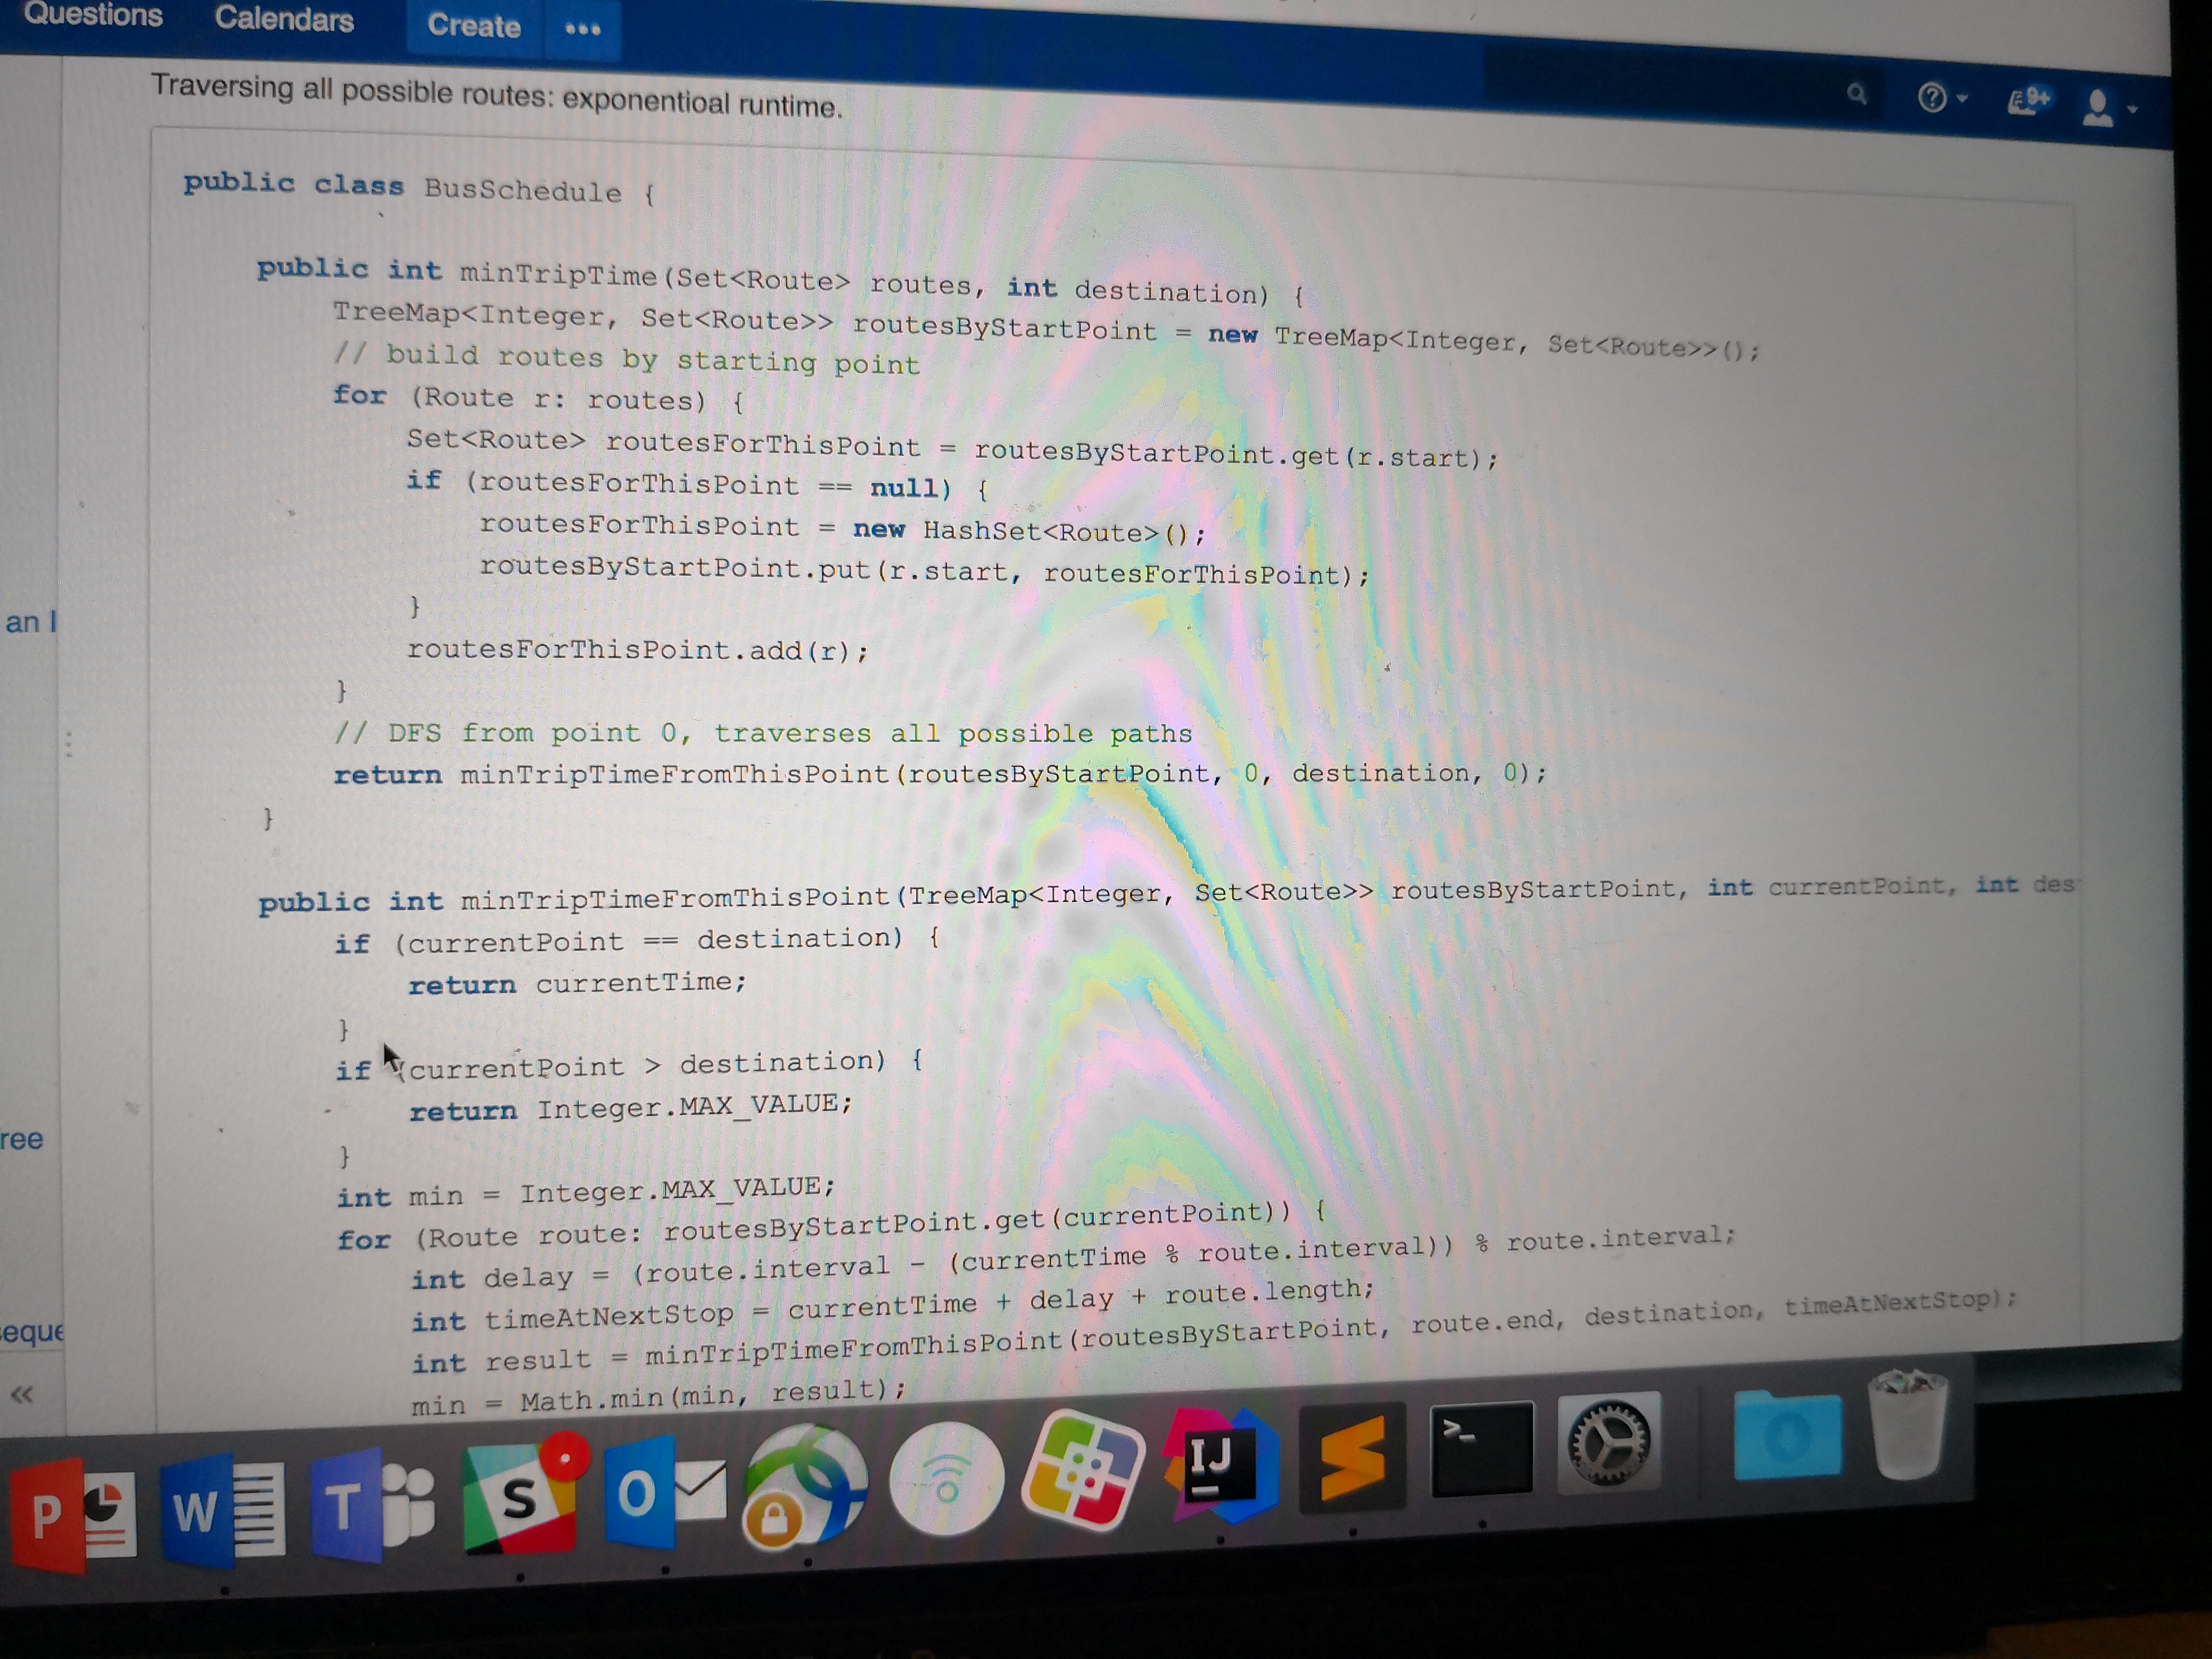 Questions Calendars Create •••
9+
Traversing all possible routes: exponentioal runtime.
public class BusSchedule {
public int minTripTime(Set<Route> routes, int destination) {
TreeMap<Integer, Set<Route>> routesByStartPoint = new TreeMap<Integer, Set<Route>>();
// build routes by starting point
for (Route r: routes) {
Set<Route> routesForThisPoint = routesByStartPoint.get(r.start);
if (routesForThisPoint == null) {
routesForThisPoint = new HashSet<Route>();
routesByStartPoint.put(r.start, routesForThisPoint);
}
routesForThisPoint.add(r);
}
// DFS from point 0, traverses all possible paths
return minTripTimeFromThisPoint(routesByStartPoint, 0, destination, 0);
}
public int minTripTimeFromThisPoint(TreeMap<Integer, Set<Route>> routesByStartPoint, int currentPoint, int des
if (currentPoint == destination) {
return currentTime;
}
if (currentPoint > destination) {
return Integer.MAX_VALUE;
}
int min = Integer.MAX_VALUE;
for (Route route: routesByStartPoint.get(currentPoint)) {
int delay = (route.interval - (currentTime % route.interval)) % route.interval;
int timeAtNextStop = currentTime + delay + route.length;
int result = minTripTimeFromThisPoint(routesByStartPoint, route.end, destination, timeAtNextStop);
min = Math.min(min, result);
an I
ree
seque
«
P W T S O IJ >_